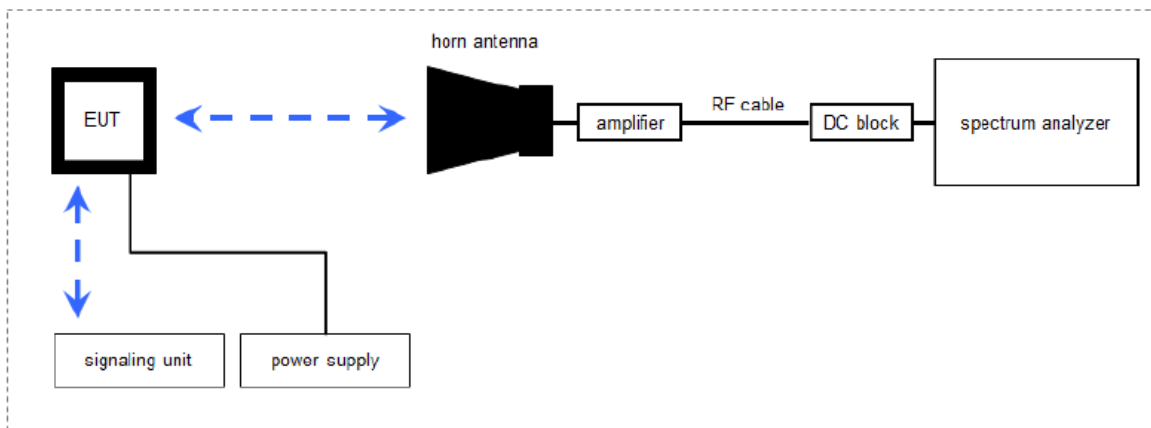 horn antenna
EUT
amplifier
RF cable
DC block
spectrum analyzer
signaling unit
power supply